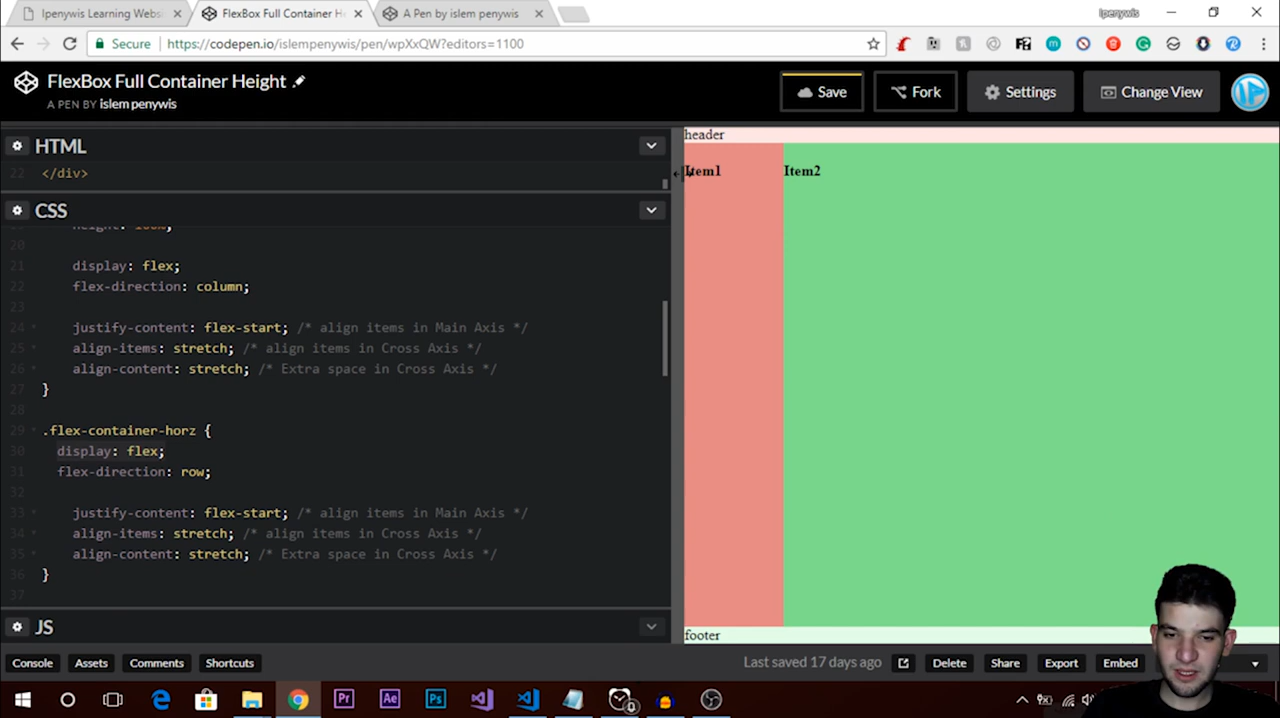 Ipenywis Learning Webs
FlexBox Full Container H
A Pen by islem penywis
Ipenywis
Secure
https://codepen.io/islempenywis/pen/wpXxQW?editors=1100
FlexBox Full Container Height
A PEN BY islem penywis
Save
Fork
Settings
Change View
HTML
22 </div>
CSS
20
21 display: flex;
22 flex-direction: column;
23
24 justify-content: flex-start; /* align items in Main Axis */
25 align-items: stretch; /* align items in Cross Axis */
26 align-content: stretch; /* Extra space in Cross Axis */
27 }
28
29 .flex-container-horz {
30 display: flex;
31 flex-direction: row;
32
33 justify-content: flex-start; /* align items in Main Axis */
34 align-items: stretch; /* align items in Cross Axis */
35 align-content: stretch; /* Extra space in Cross Axis */
36 }
37
JS
header
Item1
Item2
footer
Console
Assets
Comments
Shortcuts
Last saved 17 days ago
Delete
Share
Export
Embed
Pr
Ae
Ps